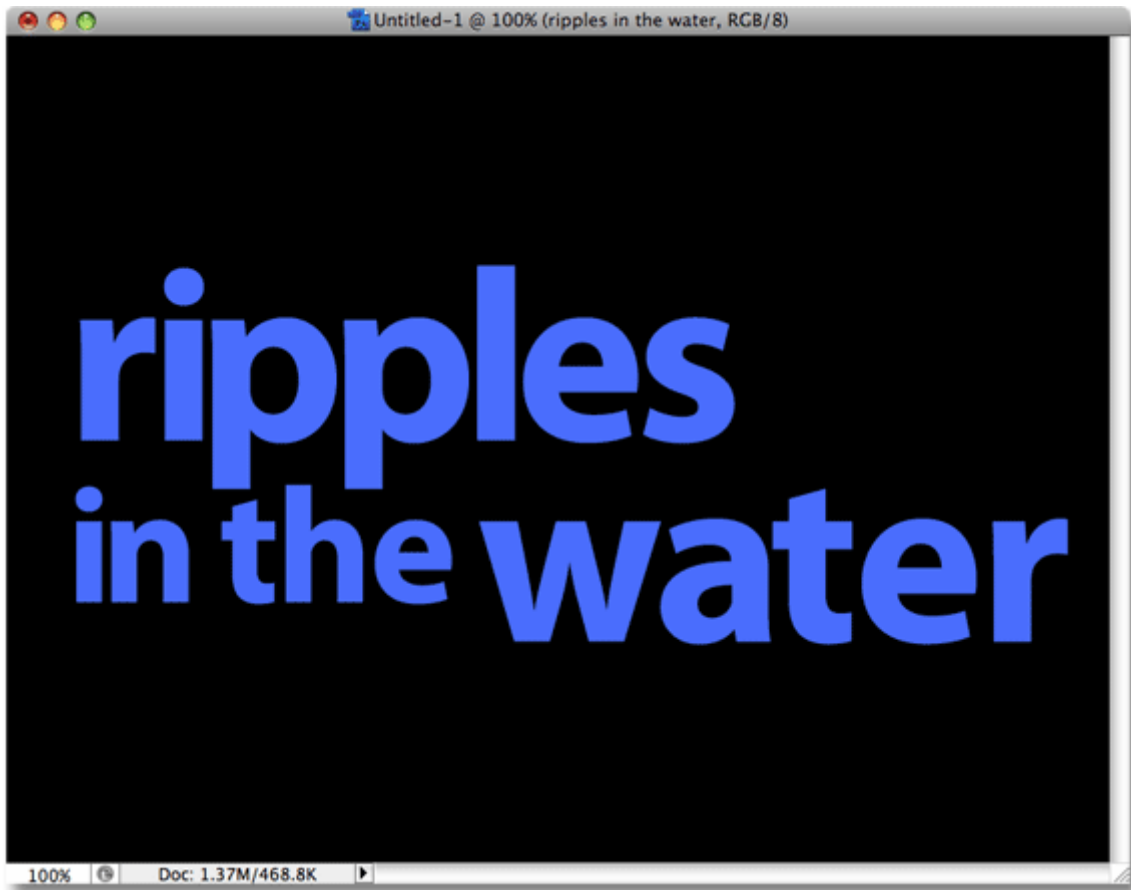 Untitled-1 @ 100% (ripples in the water, RGB/8)
ripples
in the water
100% Doc: 1.37M/468.8K